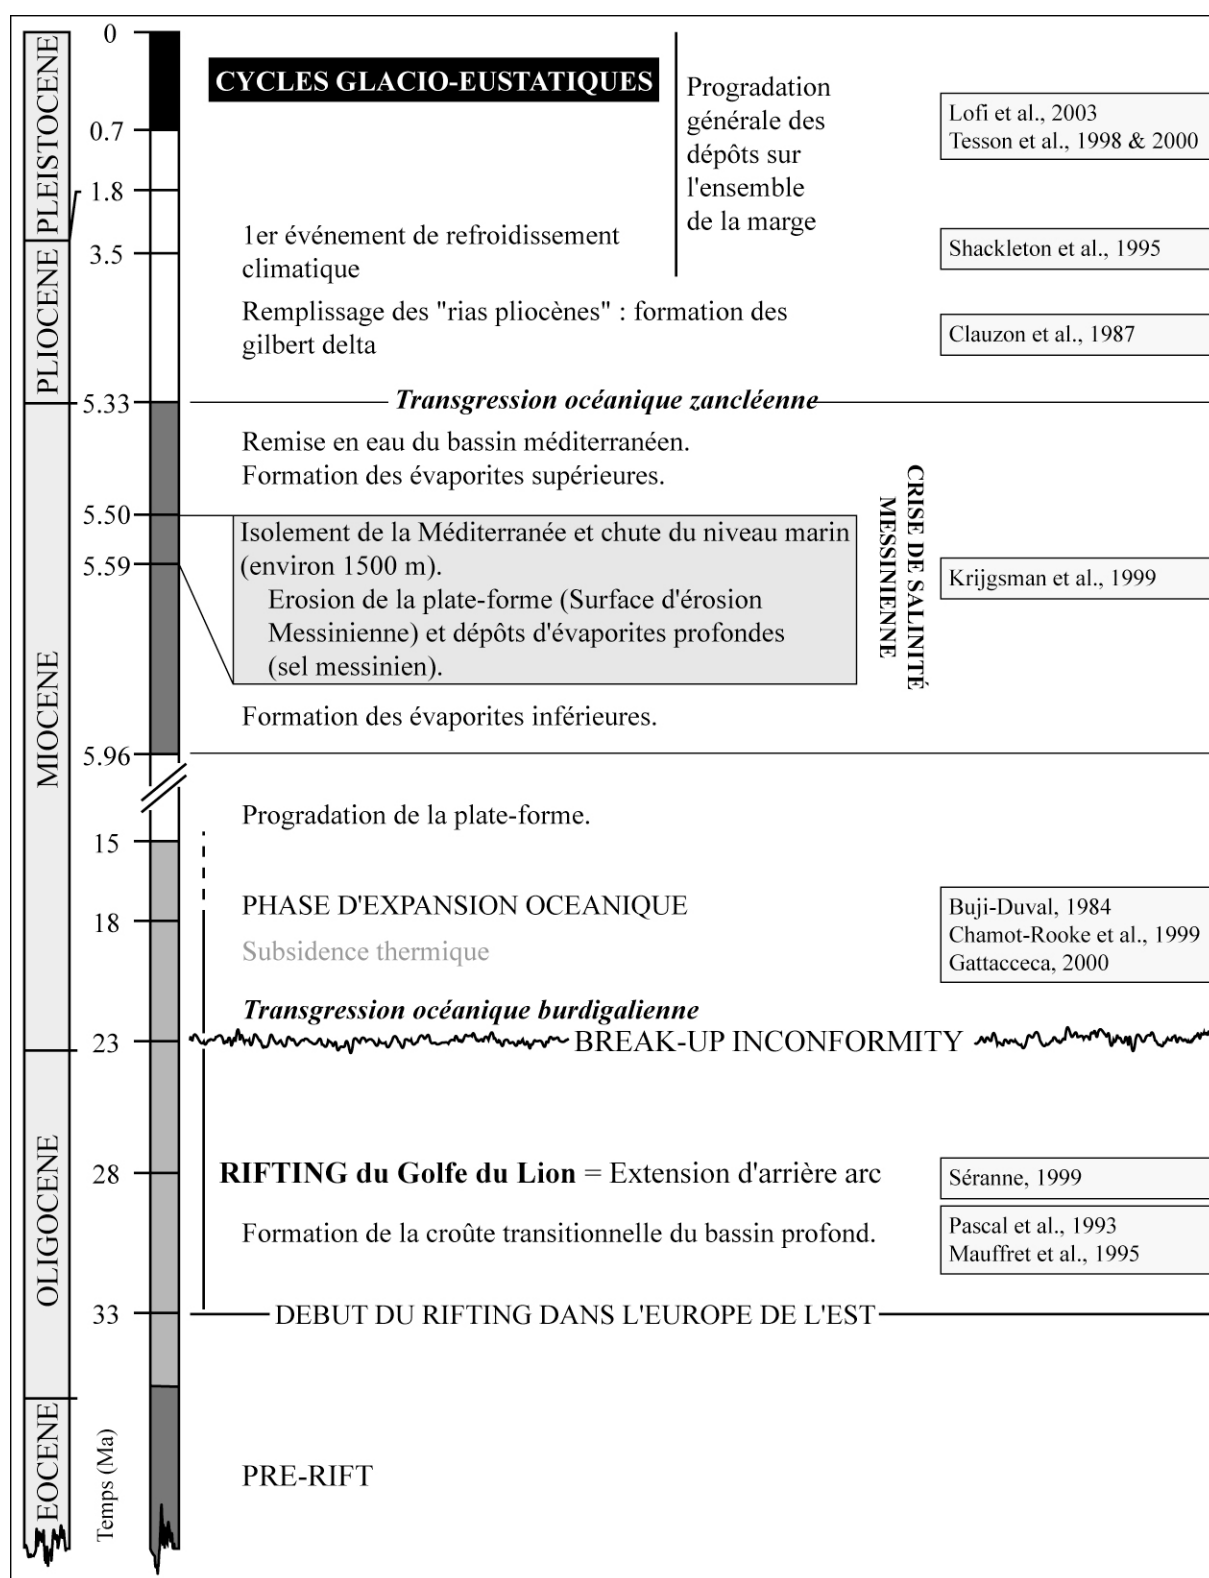 PLEISTOCENE
PLIOCENE
MIOCENE
OLIGOCENE
EOCENE
Temps (Ma)
0
0.7
1.8
3.5
5.33
5.50
5.59
5.96
15
18
23
28
33
CYCLES GLACIO-EUSTATIQUES
Progradation
générale des
dépôts sur
l'ensemble
de la marge
Lofi et al., 2003
Tesson et al., 1998 & 2000
1er événement de refroidissement
climatique
Shackleton et al., 1995
Remplissage des "rias pliocènes" : formation des
gilbert delta
Clauzon et al., 1987
Transgression océanique zancléenne
Remise en eau du bassin méditerranéen.
Formation des évaporites supérieures.
Isolement de la Méditerranée et chute du niveau marin
(environ 1500 m).
Erosion de la plate-forme (Surface d'érosion
Messinienne) et dépôts d'évaporites profondes
(sel messinien).
CRISE DE SALINITÉ
MESSINIENNE
Krijgsman et al., 1999
Formation des évaporites inférieures.
Progradation de la plate-forme.
PHASE D'EXPANSION OCEANIQUE
Subsidence thermique
Buji-Duval, 1984
Chamot-Rooke et al., 1999
Gattacceca, 2000
Transgression océanique burdigalienne
BREAK-UP INCONFORMITY
RIFTING du Golfe du Lion = Extension d'arrière arc
Séranne, 1999
Formation de la croûte transitionnelle du bassin profond.
Pascal et al., 1993
Mauffret et al., 1995
DEBUT DU RIFTING DANS L'EUROPE DE L'EST
PRE-RIFT